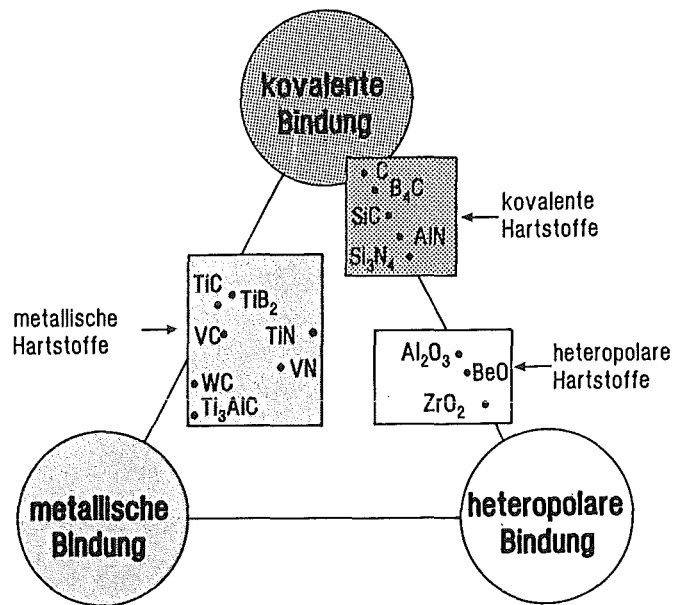 kovalente
Bindung
C
B₄C
SiC
AlN
Si₃N₄
kovalente
Hartstoffe
TiC
TiB₂
VC
TiN
VN
WC
Ti₃AlC
metallische
Hartstoffe
Al₂O₃
BeO
ZrO₂
heteropolare
Hartstoffe
metallische
Bindung
heteropolare
Bindung